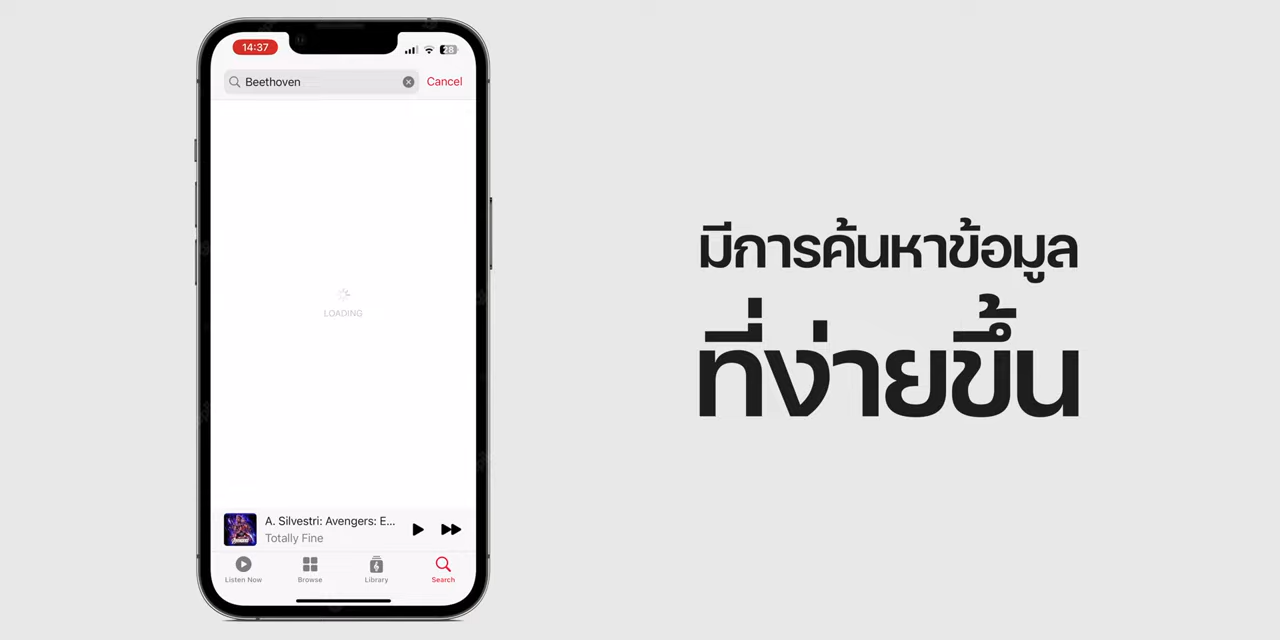 14:37
28
Beethoven
Cancel
LOADING
A. Silvestri: Avengers: E...
Totally Fine
Listen Now
Browse
Library
Search
มีการค้นหาข้อมูล
ที่ง่ายขึ้น